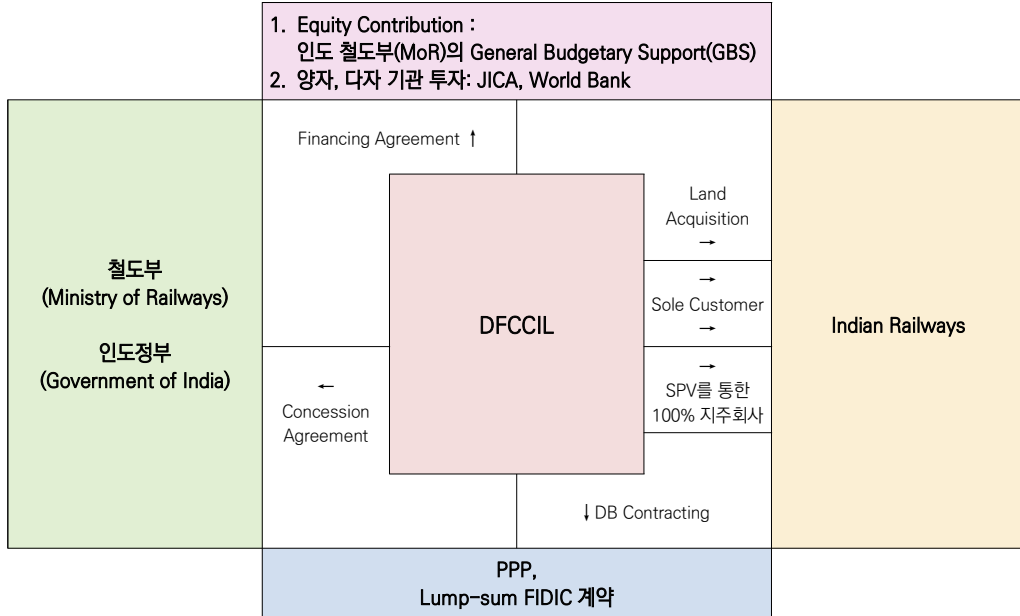 1. Equity Contribution :
인도 철도부(MoR)의 General Budgetary Support(GBS)
2. 양자, 다자 기관 투자: JICA, World Bank
Financing Agreement ↑
철도부
(Ministry of Railways)
인도정부
(Government of India)
←
Concession
Agreement
DFCCIL
Land
Acquisition
→
→
Sole Customer
→
→
SPV를 통한
100% 지주회사
Indian Railways
↓ DB Contracting
PPP,
Lump-sum FIDIC 계약